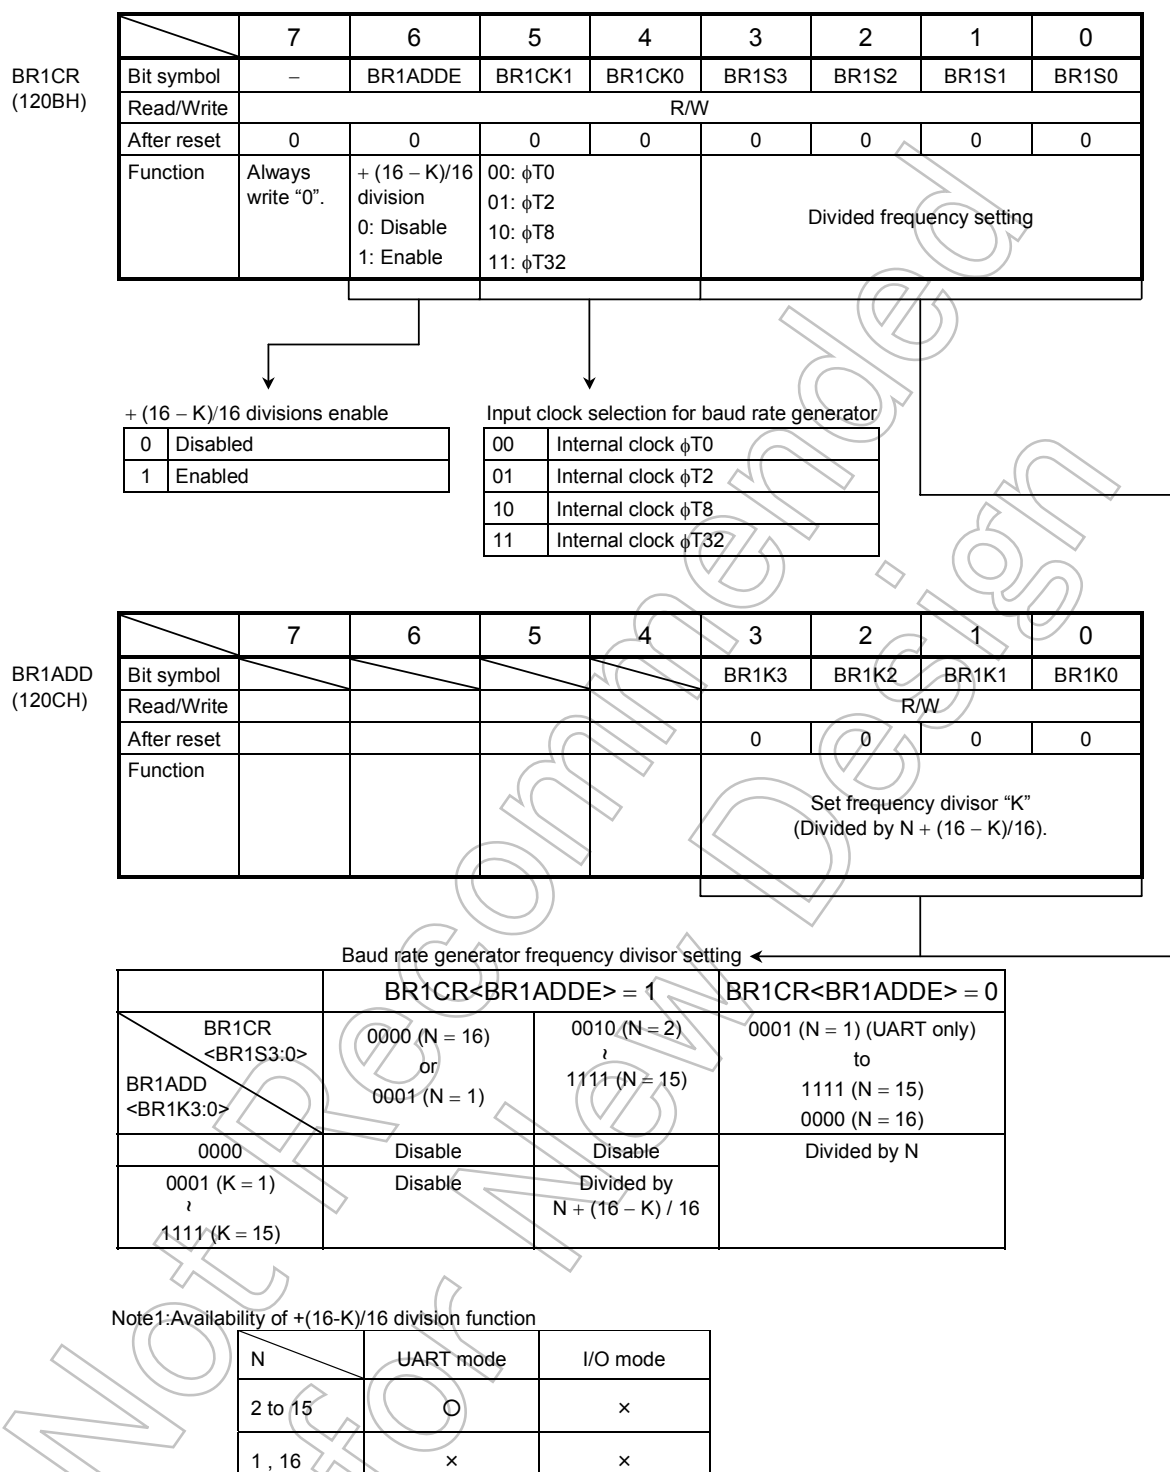 7 6 5 4 3 2 1 0
BR1CR
(120BH)
Bit symbol – BR1ADDE BR1CK1 BR1CK0 BR1S3 BR1S2 BR1S1 BR1S0
Read/Write R/W
After reset 0 0 0 0 0 0 0 0
Function
Always
write “0”.
+ (16 – K)/16
division
0: Disable
1: Enable
00: ϕT0
01: ϕT2
10: ϕT8
11: ϕT32
Divided frequency setting
+ (16 – K)/16 divisions enable
0 Disabled
1 Enabled
Input clock selection for baud rate generator
00 Internal clock ϕT0
01 Internal clock ϕT2
10 Internal clock ϕT8
11 Internal clock ϕT32
7 6 5 4 3 2 1 0
BR1ADD
(120CH)
Bit symbol BR1K3 BR1K2 BR1K1 BR1K0
Read/Write R/W
After reset 0 0 0 0
Function
Set frequency divisor “K”
(Divided by N + (16 – K)/16).
Baud rate generator frequency divisor setting
BR1CR<BR1ADDE> = 1 BR1CR<BR1ADDE> = 0
BR1CR
<BR1S3:0>
BR1ADD
<BR1K3:0>
0000 (N = 16)
or
0001 (N = 1)
0010 (N = 2)
~
1111 (N = 15)
0001 (N = 1) (UART only)
to
1111 (N = 15)
0000 (N = 16)
0000 Disable Disable Divided by N
0001 (K = 1)
~
1111 (K = 15)
Disable
Divided by
N + (16 – K) / 16
Note1:Availability of +(16-K)/16 division function
N UART mode I/O mode
2 to 15 ○ ×
1 , 16 × ×
Not Recommended
for New Design